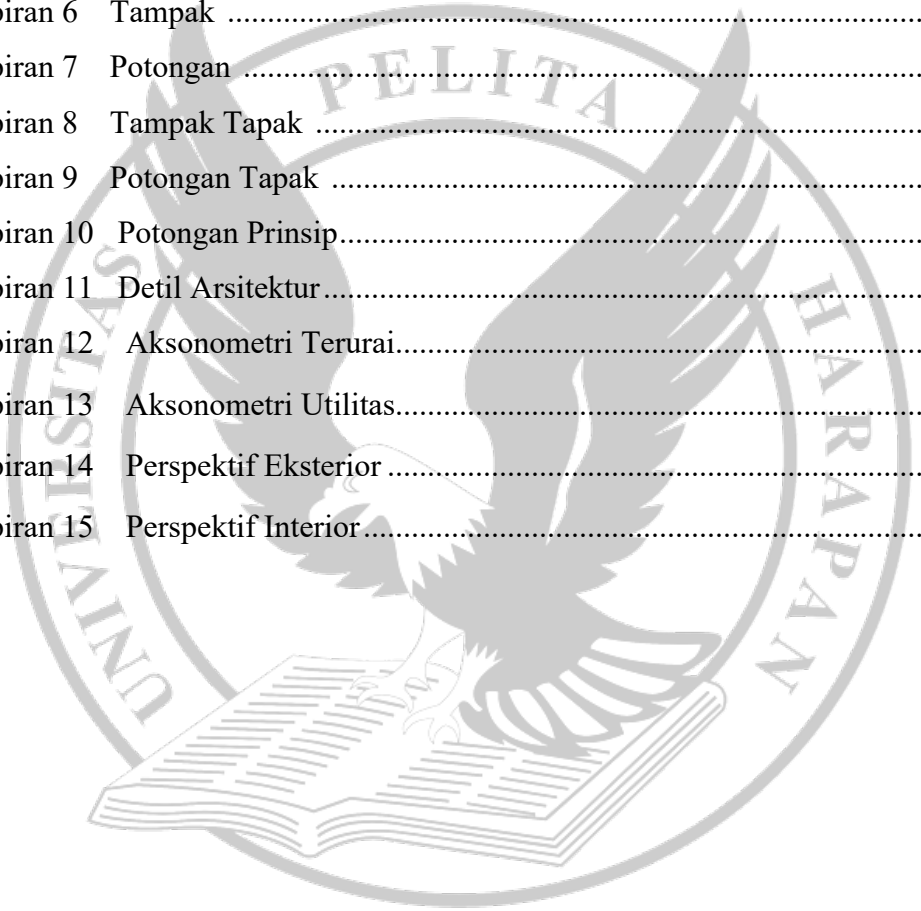 piran 6 Tampak ........................................................................................
piran 7 Potongan ......................................................................................
piran 8 Tampak Tapak .............................................................................
piran 9 Potongan Tapak ...........................................................................
piran 10 Potongan Prinsip..........................................................................
piran 11 Detil Arsitektur............................................................................
piran 12 Aksonometri Terurai...................................................................
piran 13 Aksonometri Utilitas...................................................................
piran 14 Perspektif Eksterior ....................................................................
piran 15 Perspektif Interior.......................................................................
UNIVERSITAS PELITA HARAPAN